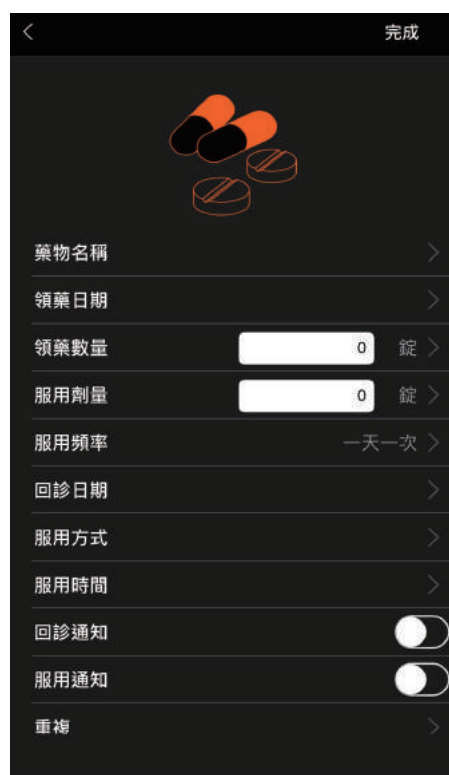 完成
藥物名稱
領藥日期
領藥數量 0 錠
服用劑量 0 錠
服用頻率 一天一次
回診日期
服用方式
服用時間
回診通知
服用通知
重複